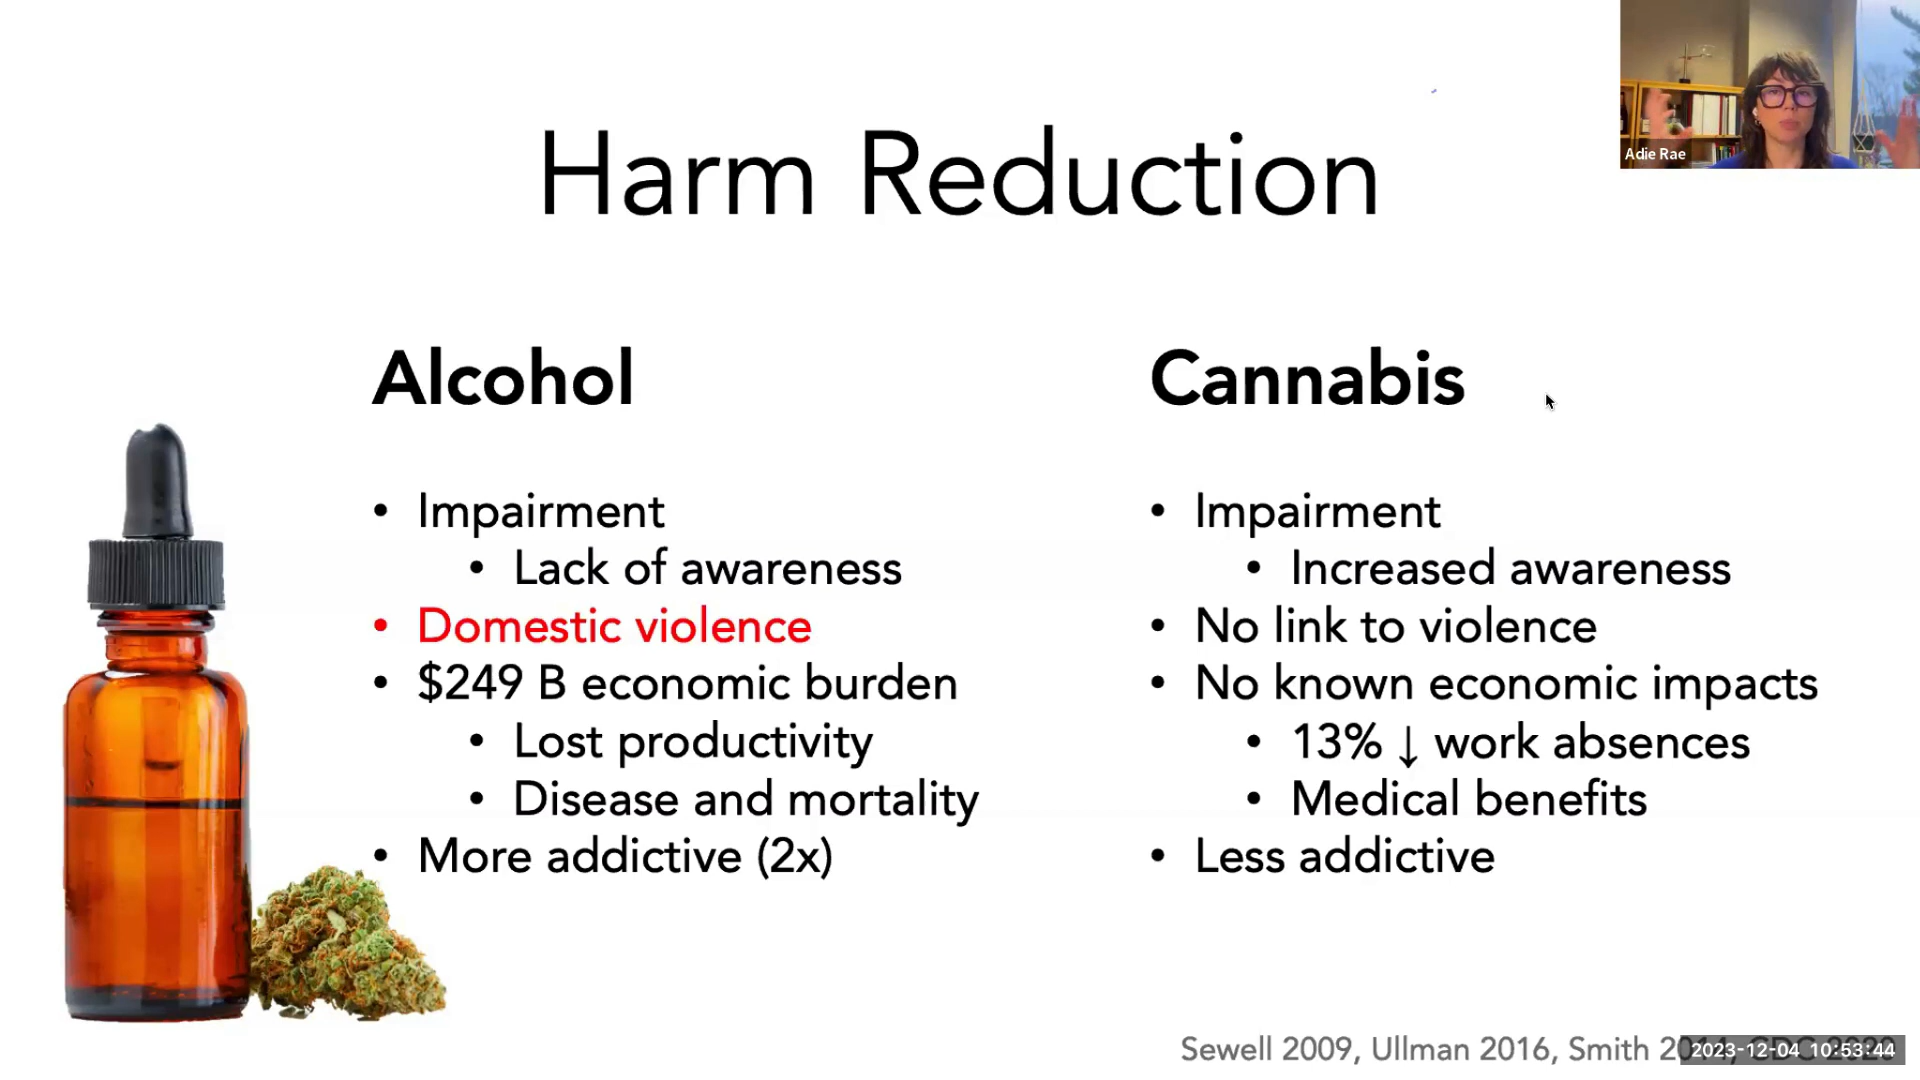 Adie Rae
Harm Reduction
Alcohol
• Impairment
• Lack of awareness
• Domestic violence
• $249 B economic burden
• Lost productivity
• Disease and mortality
• More addictive (2x)
Cannabis
• Impairment
• Increased awareness
• No link to violence
• No known economic impacts
• 13% ↓ work absences
• Medical benefits
• Less addictive
Sewell 2009, Ullman 2016, Smith
2023-12-04 10:53:44